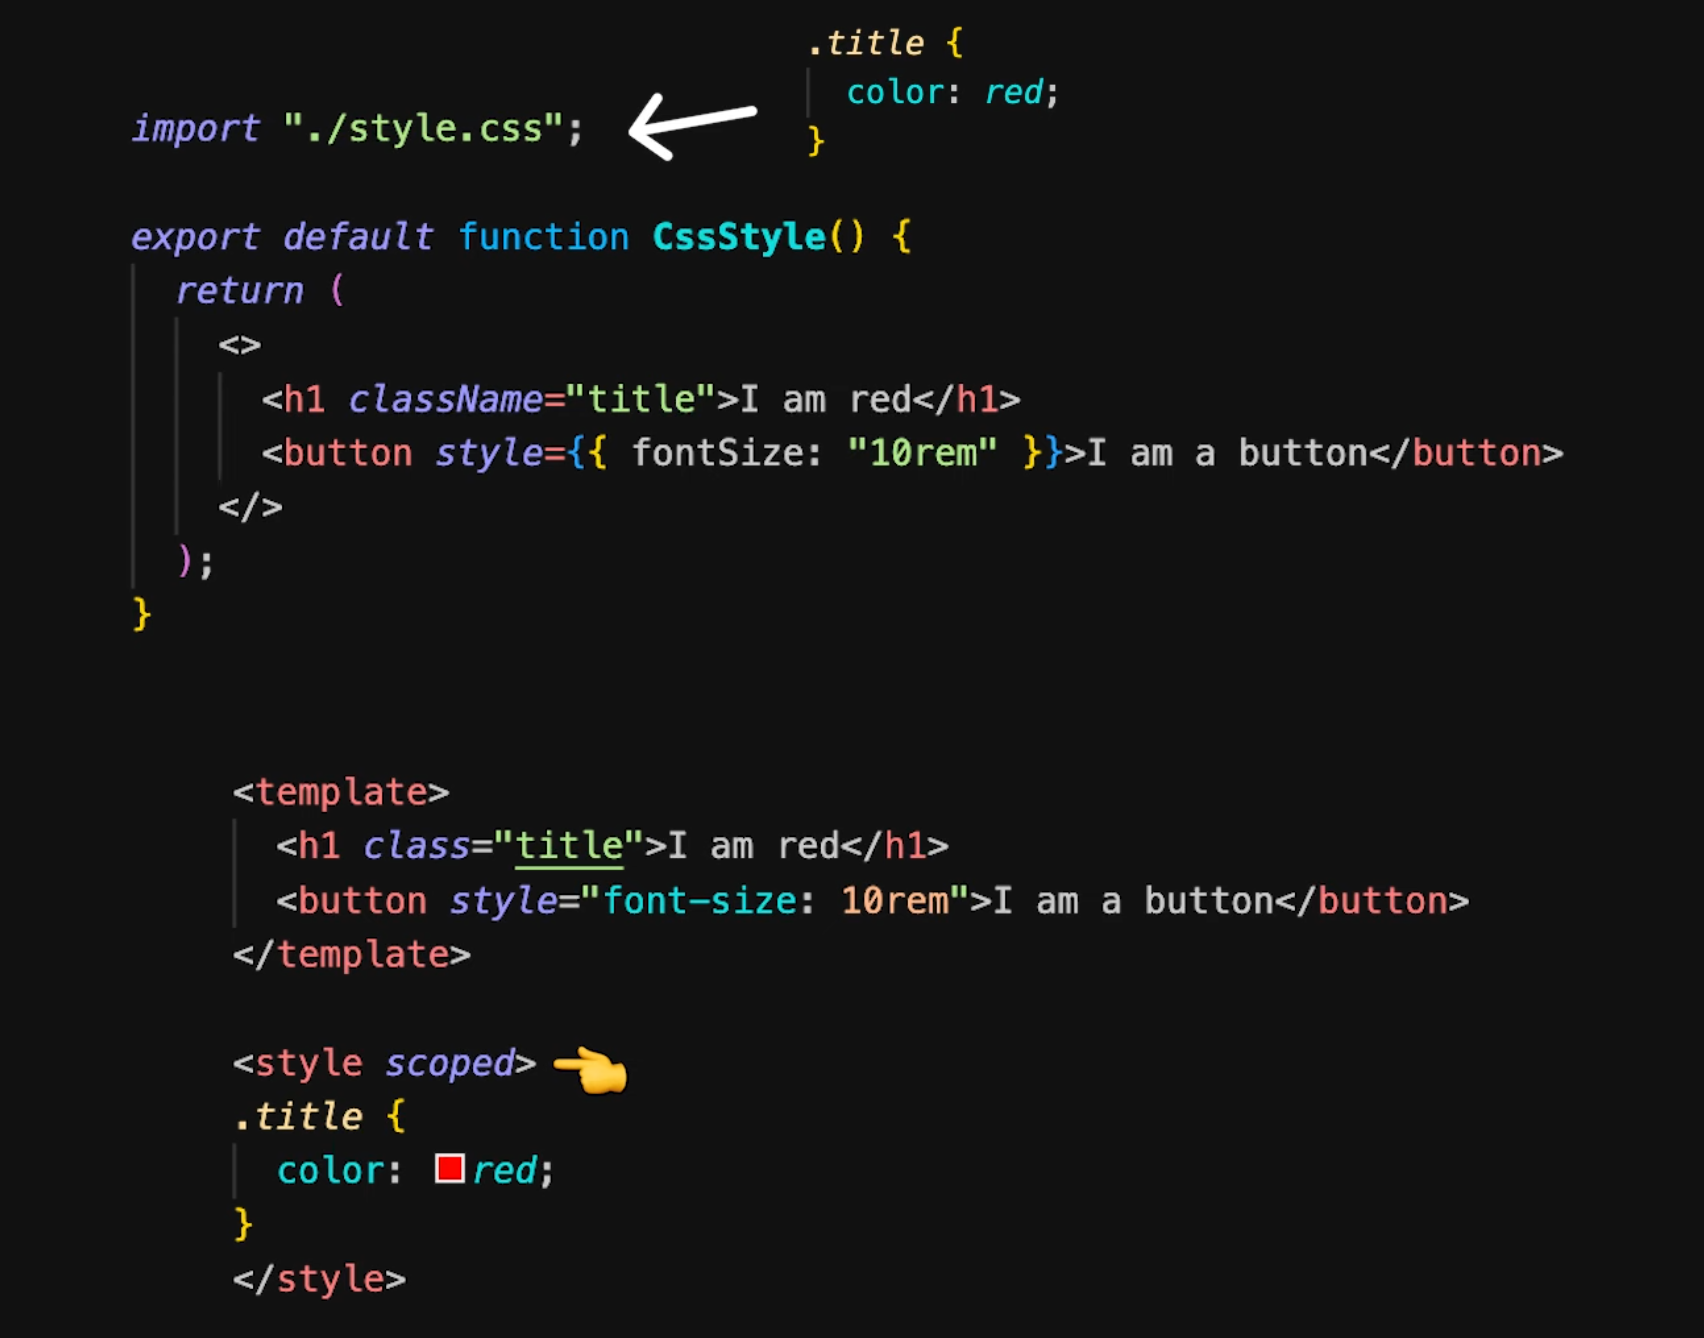 .title {
color: red;
}
import "./style.css";
export default function CssStyle() {
return (
<>
<h1 className="title">I am red</h1>
<button style={{ fontSize: "10rem" }}>I am a button</button>
</>
);
}
<template>
<h1 class="title">I am red</h1>
<button style="font-size: 10rem">I am a button</button>
</template>
<style scoped>
.title {
color: red;
}
</style>